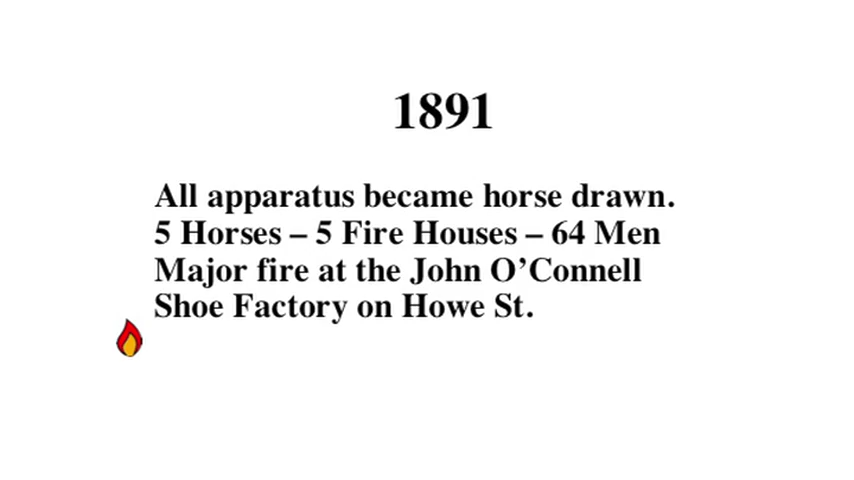 1891
All apparatus became horse drawn.
5 Horses – 5 Fire Houses – 64 Men
Major fire at the John O’Connell
Shoe Factory on Howe St.